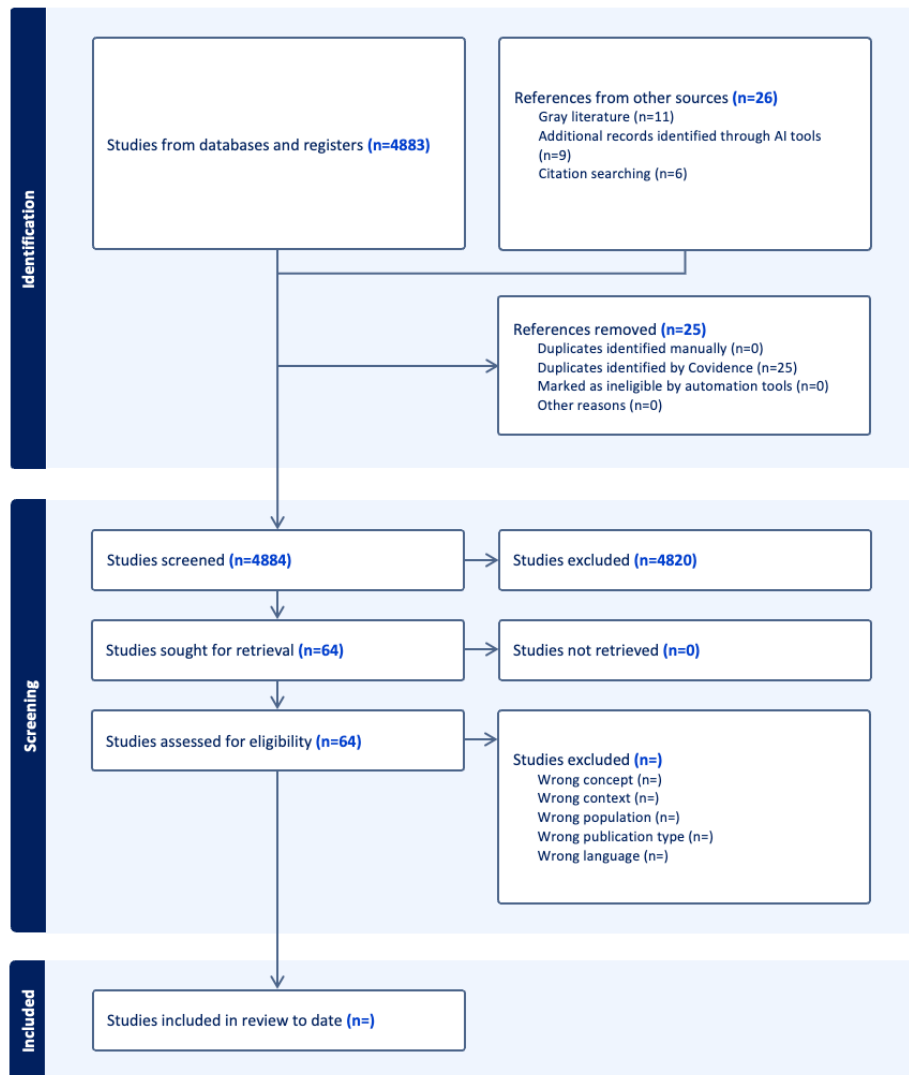 Identification
Studies from databases and registers (n=4883)
References from other sources (n=26)
Gray literature (n=11)
Additional records identified through AI tools
(n=9)
Citation searching (n=6)
References removed (n=25)
Duplicates identified manually (n=0)
Duplicates identified by Covidence (n=25)
Marked as ineligible by automation tools (n=0)
Other reasons (n=0)
Screening
Studies screened (n=4884)
Studies excluded (n=4820)
Studies sought for retrieval (n=64)
Studies not retrieved (n=0)
Studies assessed for eligibility (n=64)
Studies excluded (n=)
Wrong concept (n=)
Wrong context (n=)
Wrong population (n=)
Wrong publication type (n=)
Wrong language (n=)
Included
Studies included in review to date (n=)